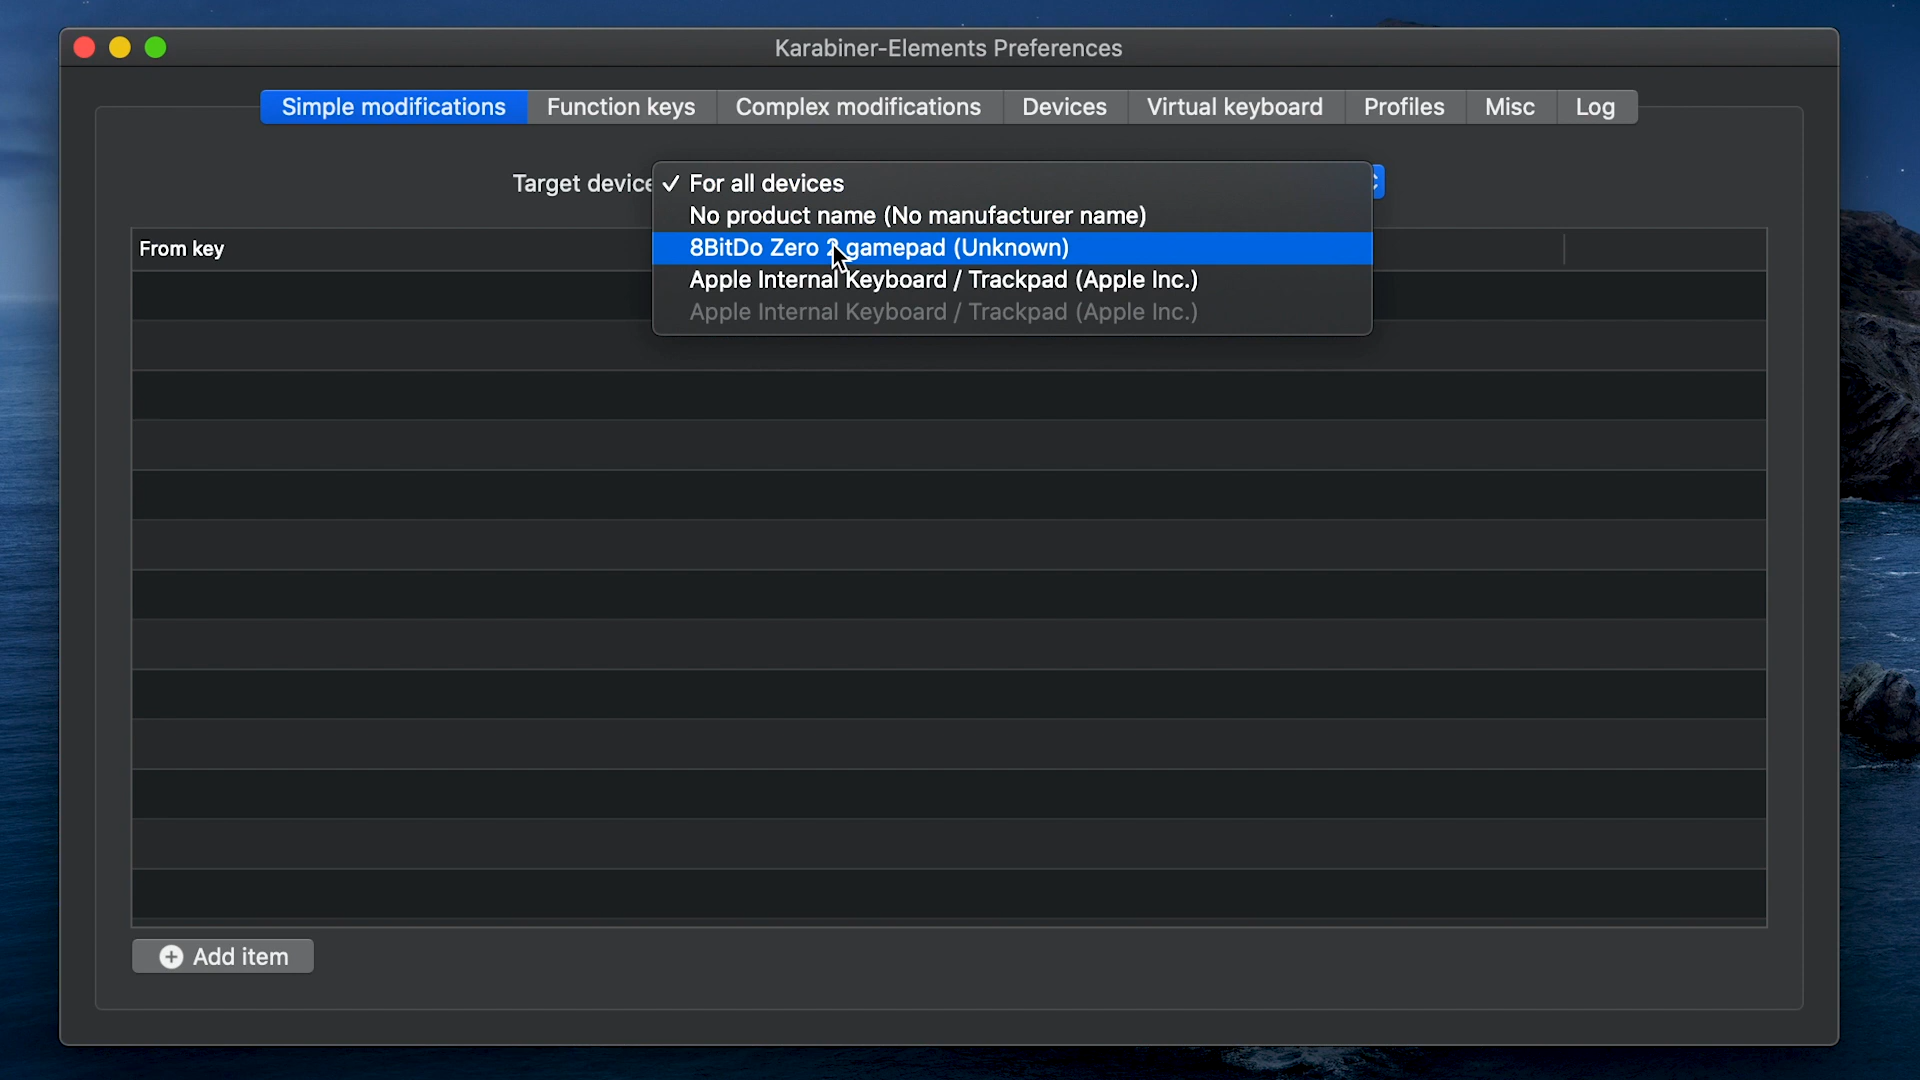 Karabiner-Elements Preferences
Simple modifications Function keys Complex modifications Devices Virtual keyboard Profiles Misc Log
Target device ✓ For all devices
No product name (No manufacturer name)
8BitDo Zero 2 gamepad (Unknown)
Apple Internal Keyboard / Trackpad (Apple Inc.)
Apple Internal Keyboard / Trackpad (Apple Inc.)
From key
Add item